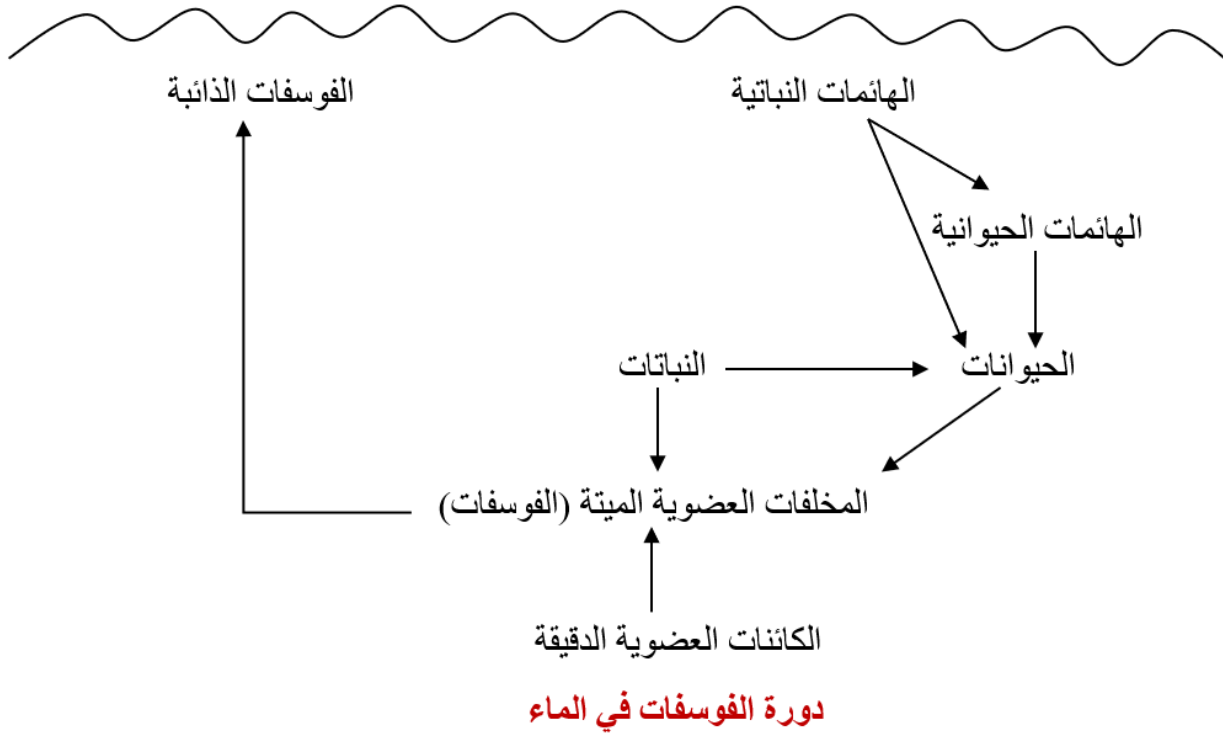 الهائمات النباتية
الفوسفات الذائبة
الهائمات الحيوانية
الحيوانات
النباتات
المخلفات العضوية الميتة (الفوسفات)
الكائنات العضوية الدقيقة
دورة الفوسفات في الماء